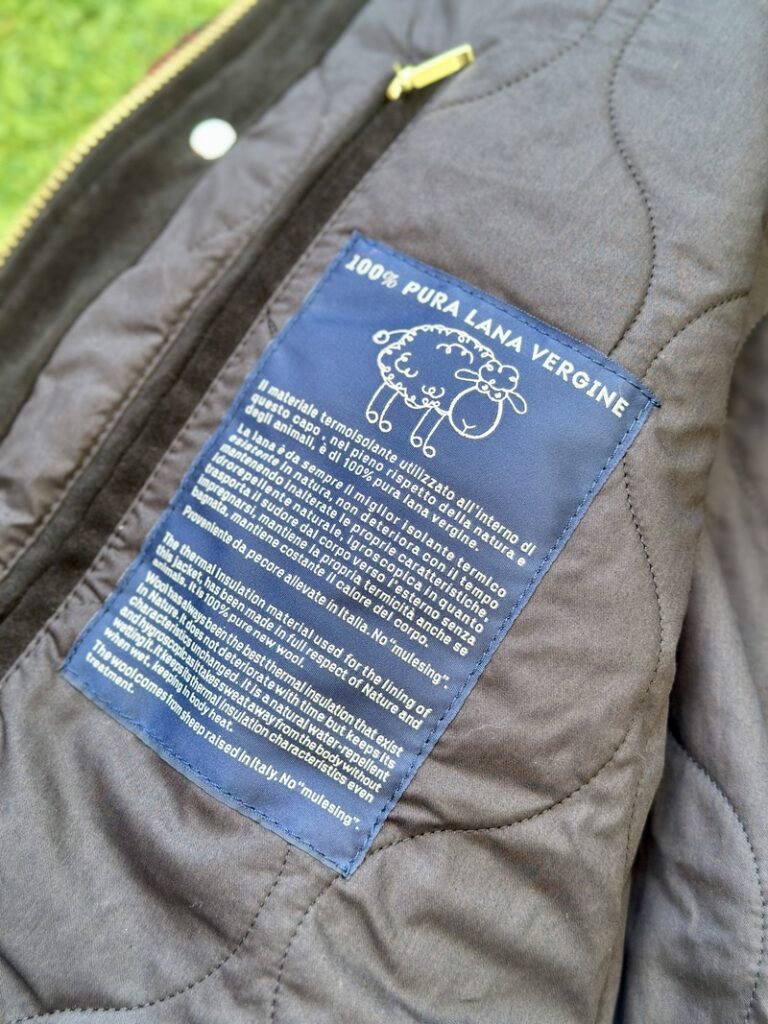 100% PURA LANA VERGINE
Il materiale termoisolante utilizzato all'interno di
questo capo, nel pieno rispetto della natura e
degli animali, è di 100% pura lana vergine.
La lana è da sempre il miglior isolante termico
esistente in natura, non deteriora con il tempo
mantenendo inalterate le proprie caratteristiche,
idrorepellente naturale. Igroscopica in quanto
trasporta il sudore dal corpo verso l'esterno senza
impregnarsi, mantiene la propria termicità anche se
bagnata, mantiene costante il calore del corpo.
Proveniente da pecore allevate in Italia. No "mulesing".
The thermal insulation material used for the lining of
this jacket, has been made in full respect of Nature and
animals. It is 100% pure new wool.
Wool has always been the best thermal insulation that exist
in Nature. It does not deteriorate with time but keeps its
characteristics unchanged. It is a natural water-repellent
and hygroscopic as it takes sweat away from the body without
wetting it. It keeps its thermal insulation characteristics even
when wet, keeping in body heat.
The wool comes from sheep raised in Italy. No "mulesing".
treatment.